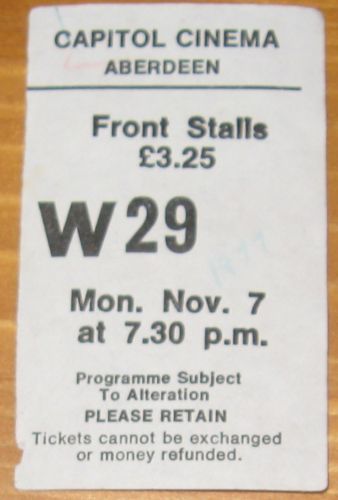 CAPITOL CINEMA
ABERDEEN
Front Stalls
£3.25
W 29
Mon. Nov. 7
at 7.30 p.m.
Programme Subject
To Alteration
PLEASE RETAIN
Tickets cannot be exchanged
or money refunded.